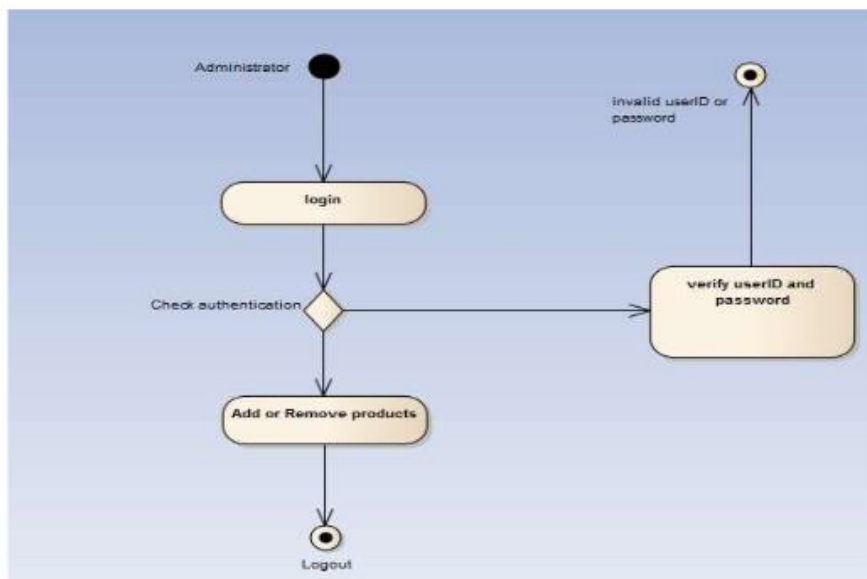 Administrator
invalid userID or
password
login
verify userID and
password
Check authentication
Add or Remove products
Logout